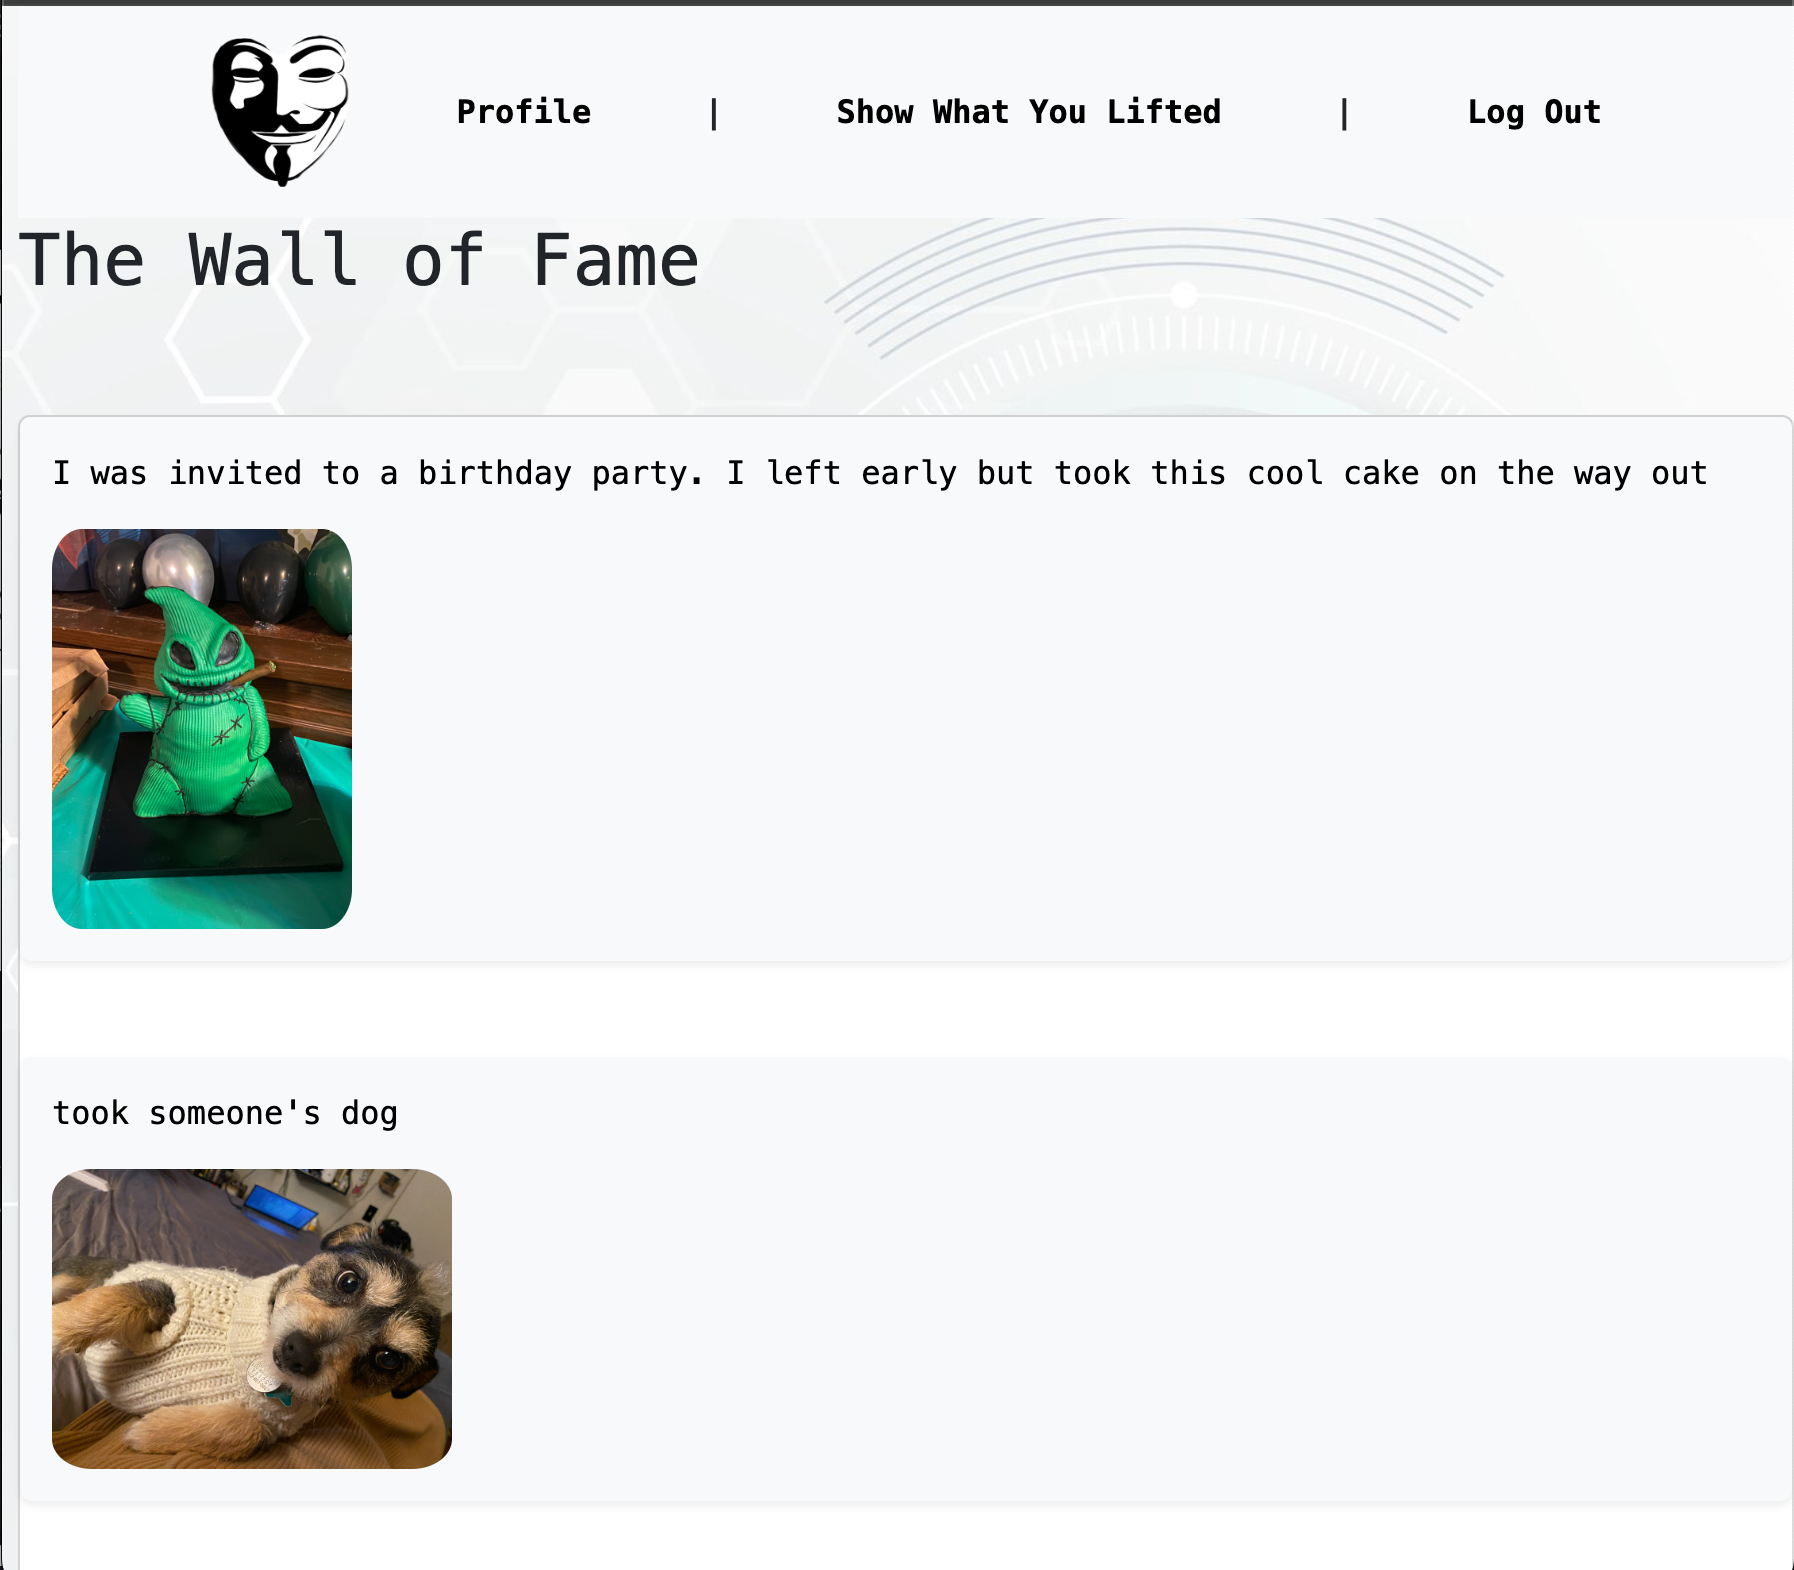 Profile | Show What You Lifted | Log Out
The Wall of Fame
I was invited to a birthday party. I left early but took this cool cake on the way out
took someone's dog